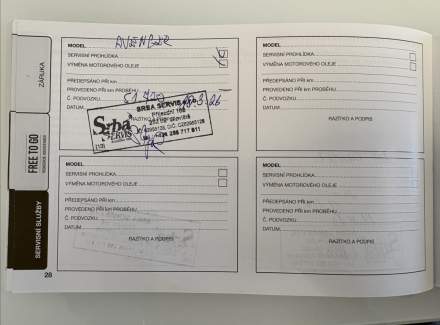 ZÁRUKA
FREE TO GO
SERVISNÍ SLUŽBY
MODEL
SERVISNÍ PROHLÍDKA
VÝMĚNA MOTOROVÉHO OLEJE
PŘEDEPSÁNO PŘI km
PROVEDENO PŘI km PROBĚHU
Č. PODVOZKU
DATUM
SRBA SERVIS
Srba
SERVIS
MODEL
SERVISNÍ PROHLÍDKA
VÝMĚNA MOTOROVÉHO OLEJE
PŘEDEPSÁNO PŘI km
PROVEDENO PŘI km PROBĚHU
Č. PODVOZKU
DATUM
RAZÍTKO A PODPIS
MODEL
SERVISNÍ PROHLÍDKA
VÝMĚNA MOTOROVÉHO OLEJE
PŘEDEPSÁNO PŘI km
PROVEDENO PŘI km PROBĚHU
Č. PODVOZKU
DATUM
RAZÍTKO A PODPIS
MODEL
SERVISNÍ PROHLÍDKA
VÝMĚNA MOTOROVÉHO OLEJE
PŘEDEPSÁNO PŘI km
PROVEDENO PŘI km PROBĚHU
Č. PODVOZKU
DATUM
RAZÍTKO A PODPIS
28